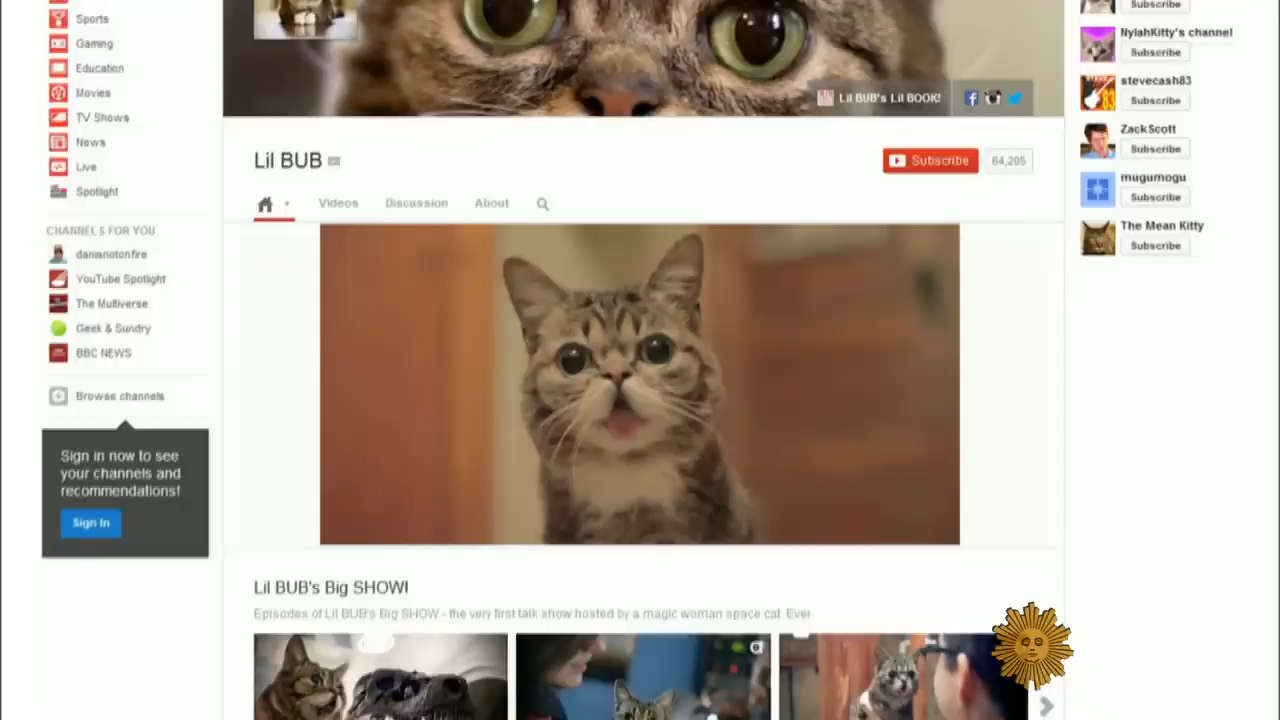 Sports
Gaming
Education
Movies
TV Shows
News
Live
Spotlight
CHANNELS FOR YOU
danisnotonfire
YouTube Spotlight
The Multiverse
Geek & Sundry
BBC NEWS
Browse channels
Sign in now to see
your channels and
recommendations!
Sign In
Lil BUB's Lil BOOK!
Lil BUB
Subscribe
64,205
Videos
Discussion
About
Lil BUB's Big SHOW!
Episodes of Lil BUB's Big SHOW - the very first talk show hosted by a magic woman space cat. Ever
Subscribe
NylahKitty's channel
Subscribe
stevecash83
Subscribe
ZackScott
Subscribe
mugumogu
Subscribe
The Mean Kitty
Subscribe